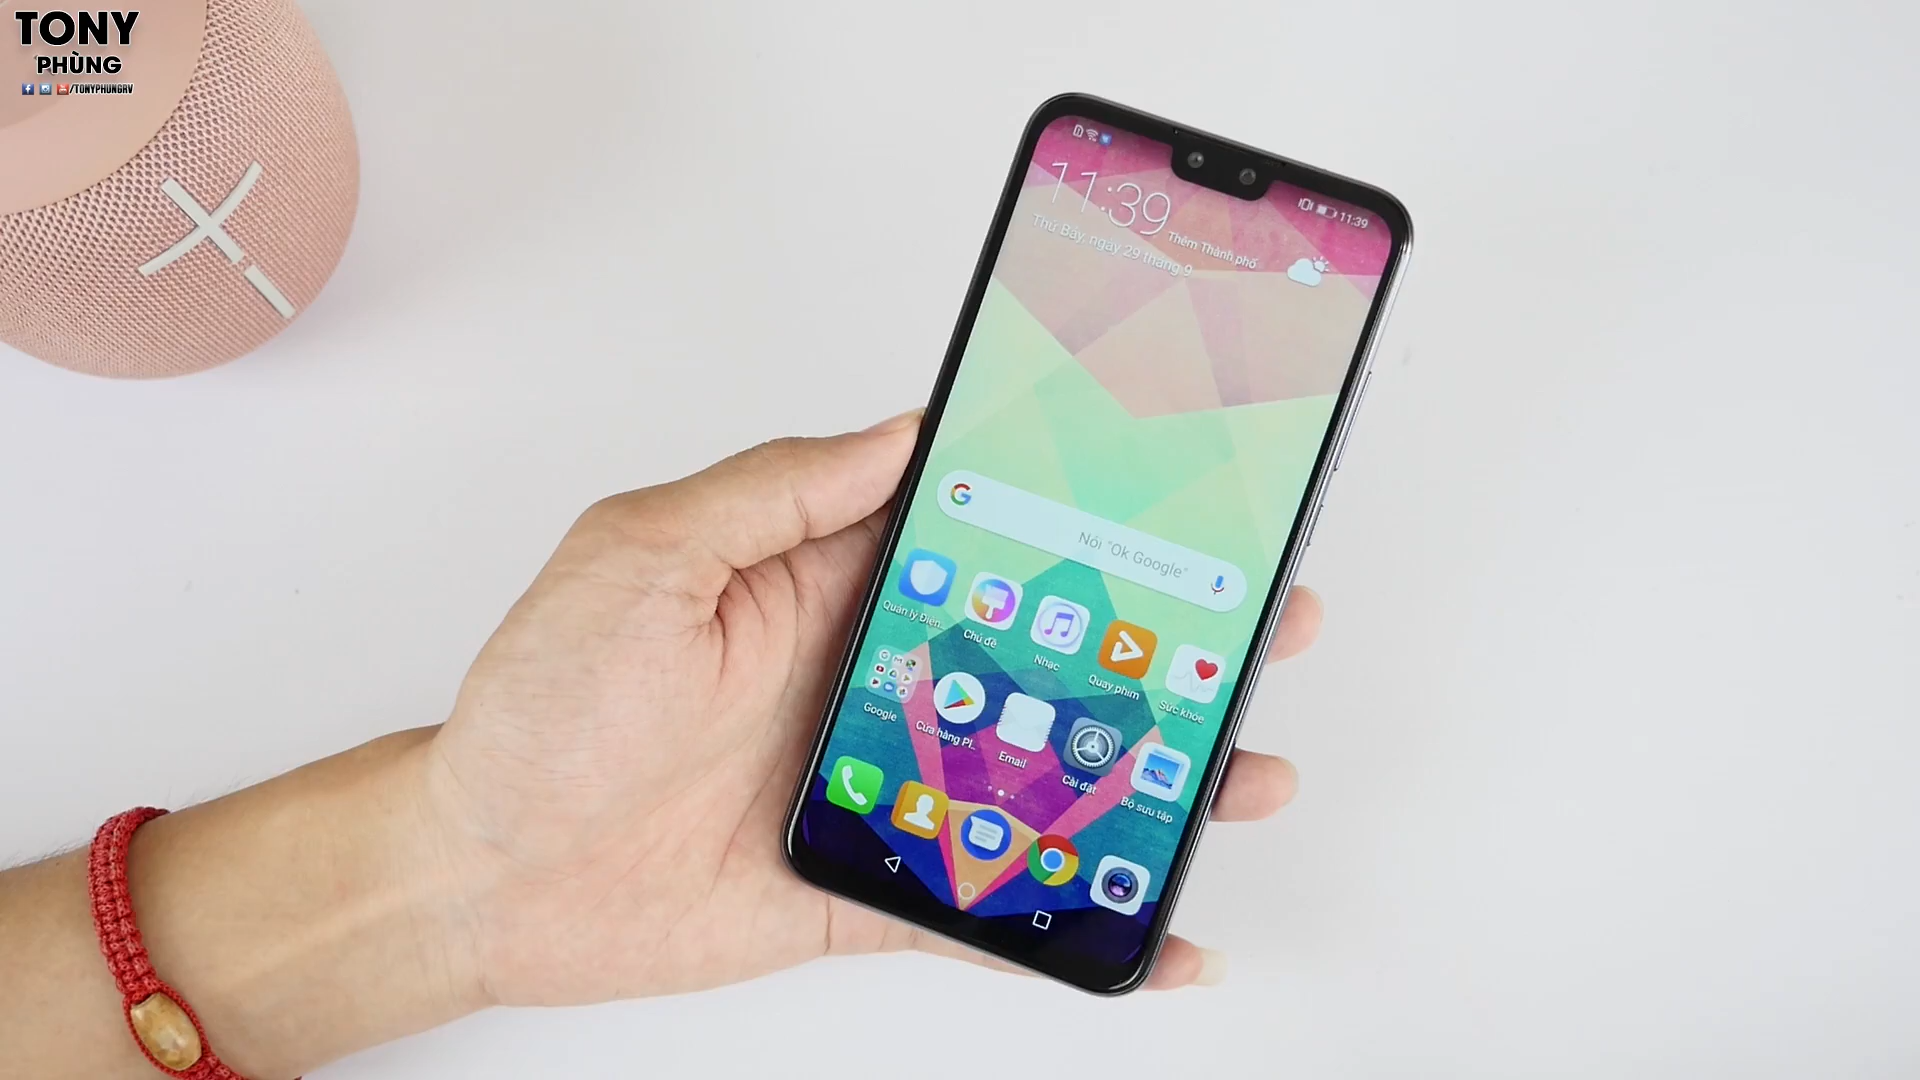 TONY
PHÙNG
/TONYPHUNGRV
11:39
11:39
Thêm Thành phố
Thứ Bảy, ngày 29 tháng 9
Nói "Ok Google"
Quản lý Điện..
Chủ đề
Nhạc
Quay phim
Sức khỏe
Google
Cửa hàng Pl..
Email
Cài đặt
Bộ sưu tập